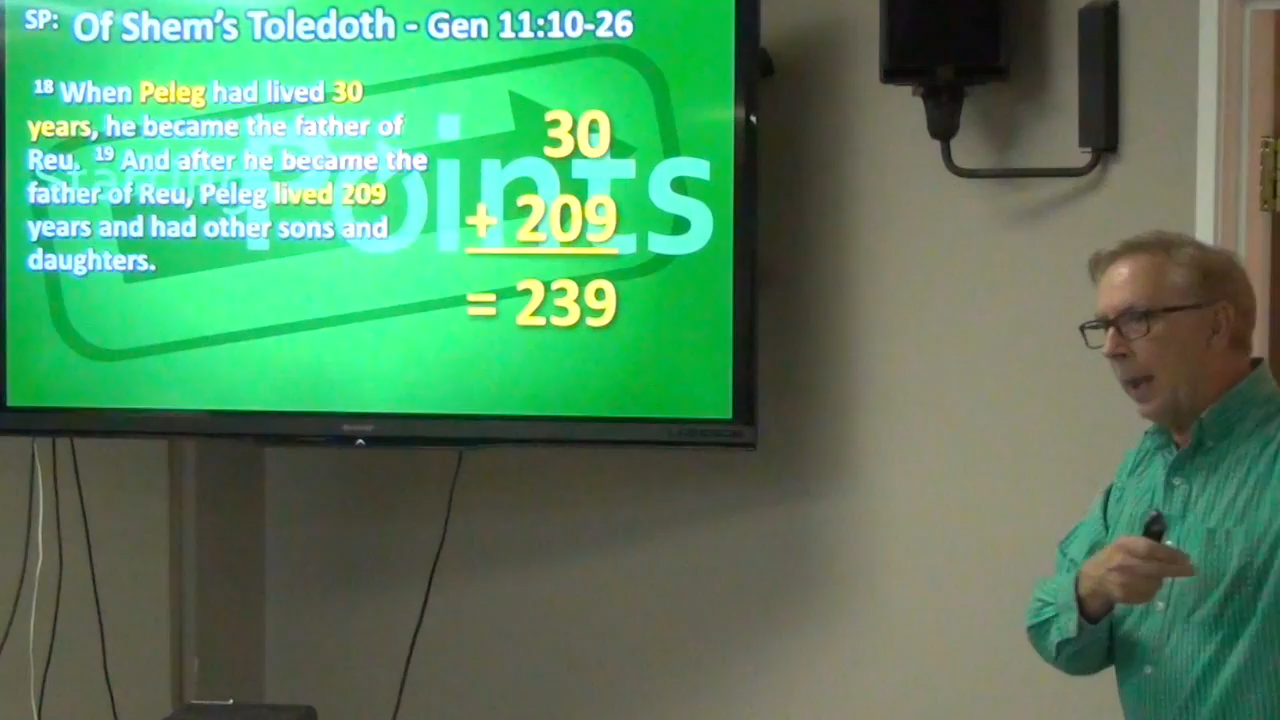 SP: Of Shem's Toledoth - Gen 11:10-26
18 When Peleg had lived 30
years, he became the father of
Reu. 19 And after he became the
father of Reu, Peleg lived 209
years and had other sons and
daughters.
30
+ 209
= 239
Points